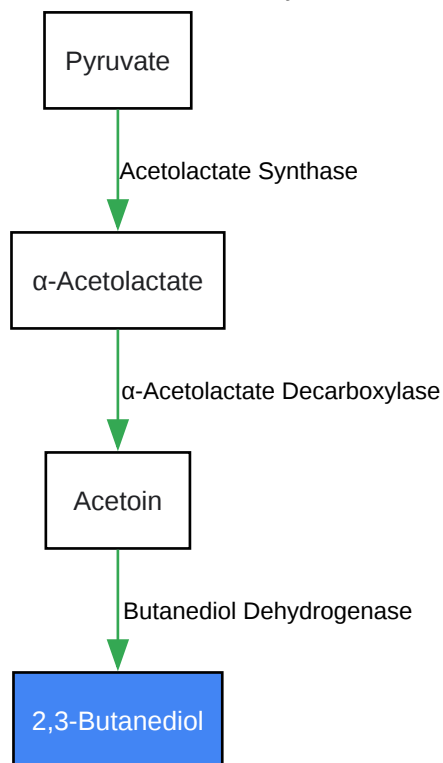 Pyruvate
Acetolactate Synthase
α-Acetolactate
α-Acetolactate Decarboxylase
Acetoin
Butanediol Dehydrogenase
2,3-Butanediol